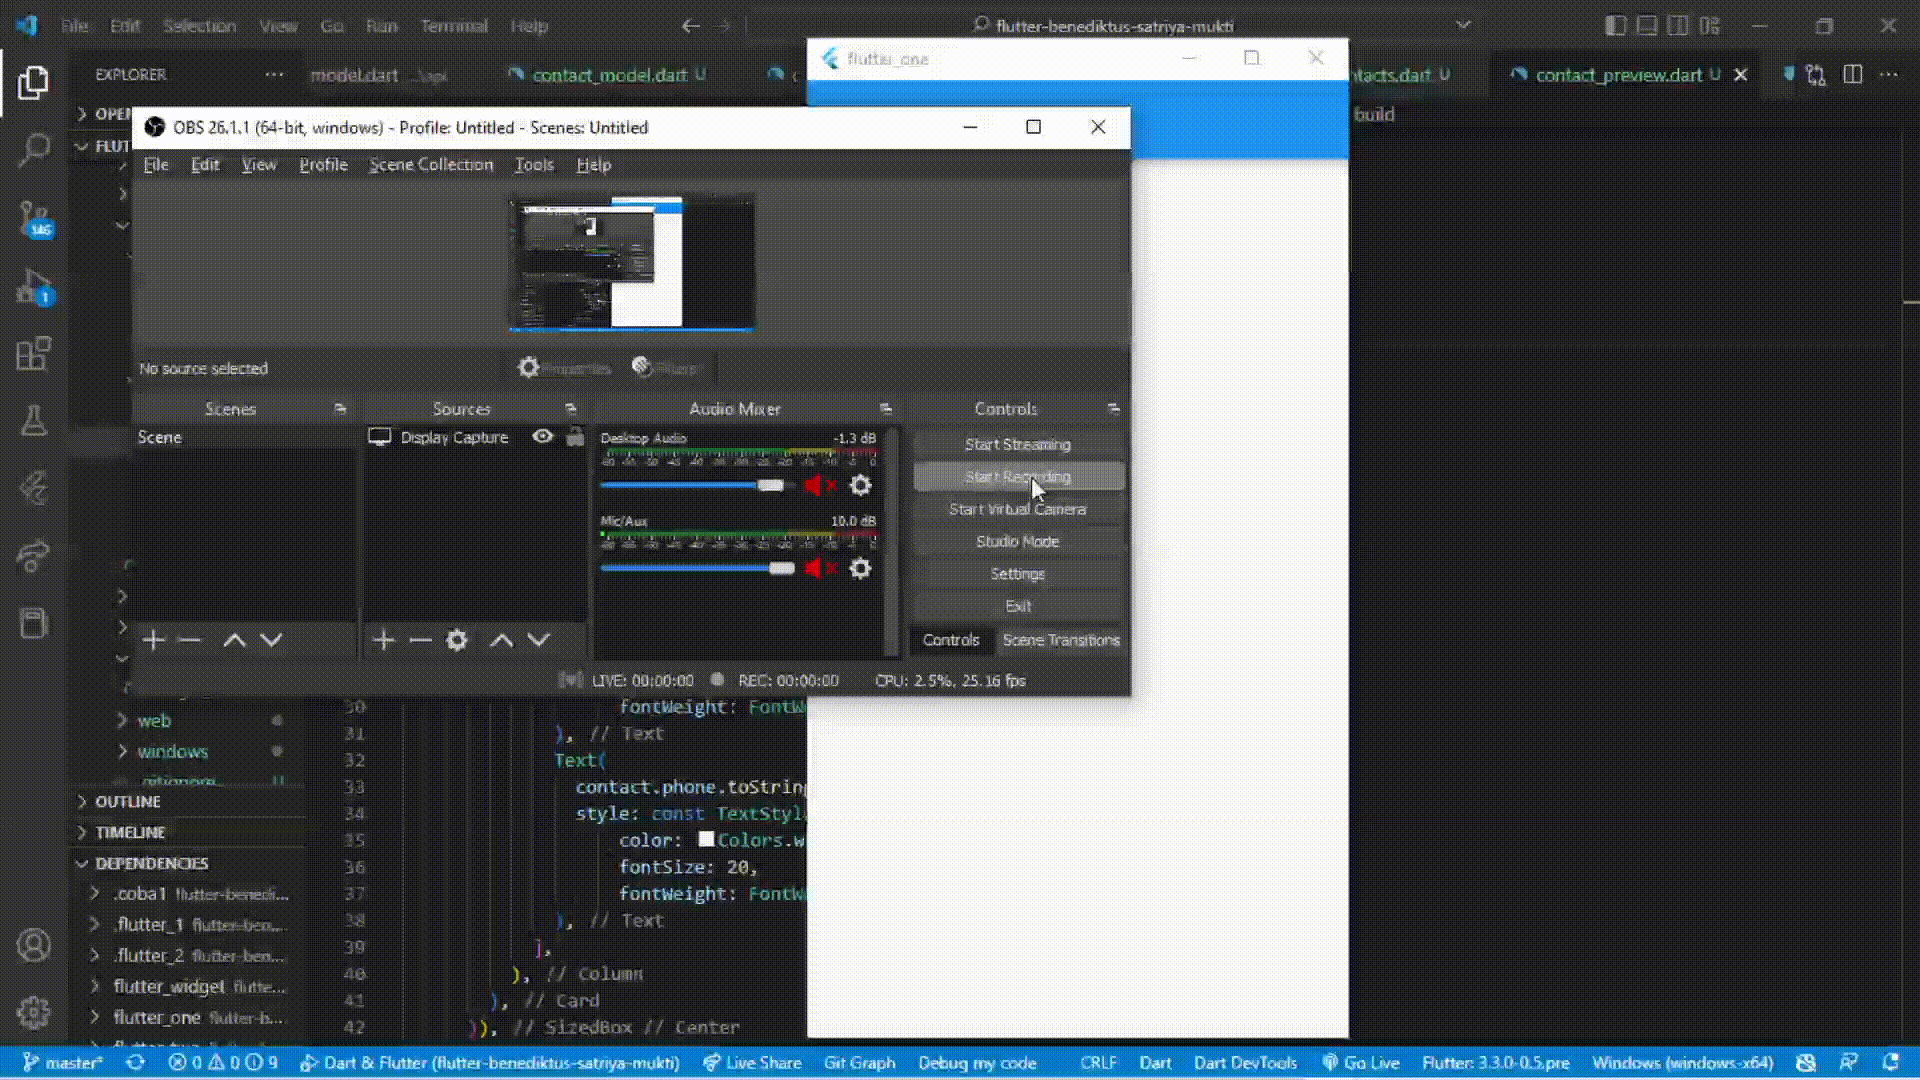 File Edit Selection View Go Run Terminal Help
flutter-benediktus-satriya-mukti
EXPLORER
model.dart ...\api
contact_model.dart U
ntacts.dart U
contact_preview.dart U
flutter_one
OPEN
FLUT
build
OBS 26.1.1 (64-bit, windows) - Profile: Untitled - Scenes: Untitled
File Edit View Profile Scene Collection Tools Help
No source selected
Properties
Filters
Scenes
Sources
Audio Mixer
Controls
Scene
Display Capture
Desktop Audio
-1.3 dB
Mic/Aux
10.0 dB
Start Streaming
Start Recording
Start Virtual Camera
Studio Mode
Settings
Exit
Controls
Scene Transitions
LIVE: 00:00:00
REC: 00:00:00
CPU: 2.5%, 25.16 fps
web
windows
.gitignore U
OUTLINE
TIMELINE
DEPENDENCIES
.coba1 flutter-benedi...
.flutter_1 flutter-ben...
.flutter_2 flutter-ben...
flutter_widget flutte...
flutter_one flutter-b...
30 fontWeight: FontW
31 ), // Text
32 Text(
33 contact.phone.toString
34 style: const TextStyl
35 color: Colors.w
36 fontSize: 20,
37 fontWeight: FontW
38 ), // Text
39 ],
40 ), // Column
41 ), // Card
42 )), // SizedBox // Center
master*
0 0 9
Dart & Flutter (flutter-benediktus-satriya-mukti)
Live Share
Git Graph
Debug my code
CRLF
Dart
Dart DevTools
Go Live
Flutter: 3.3.0-0.5.pre
Windows (windows-x64)